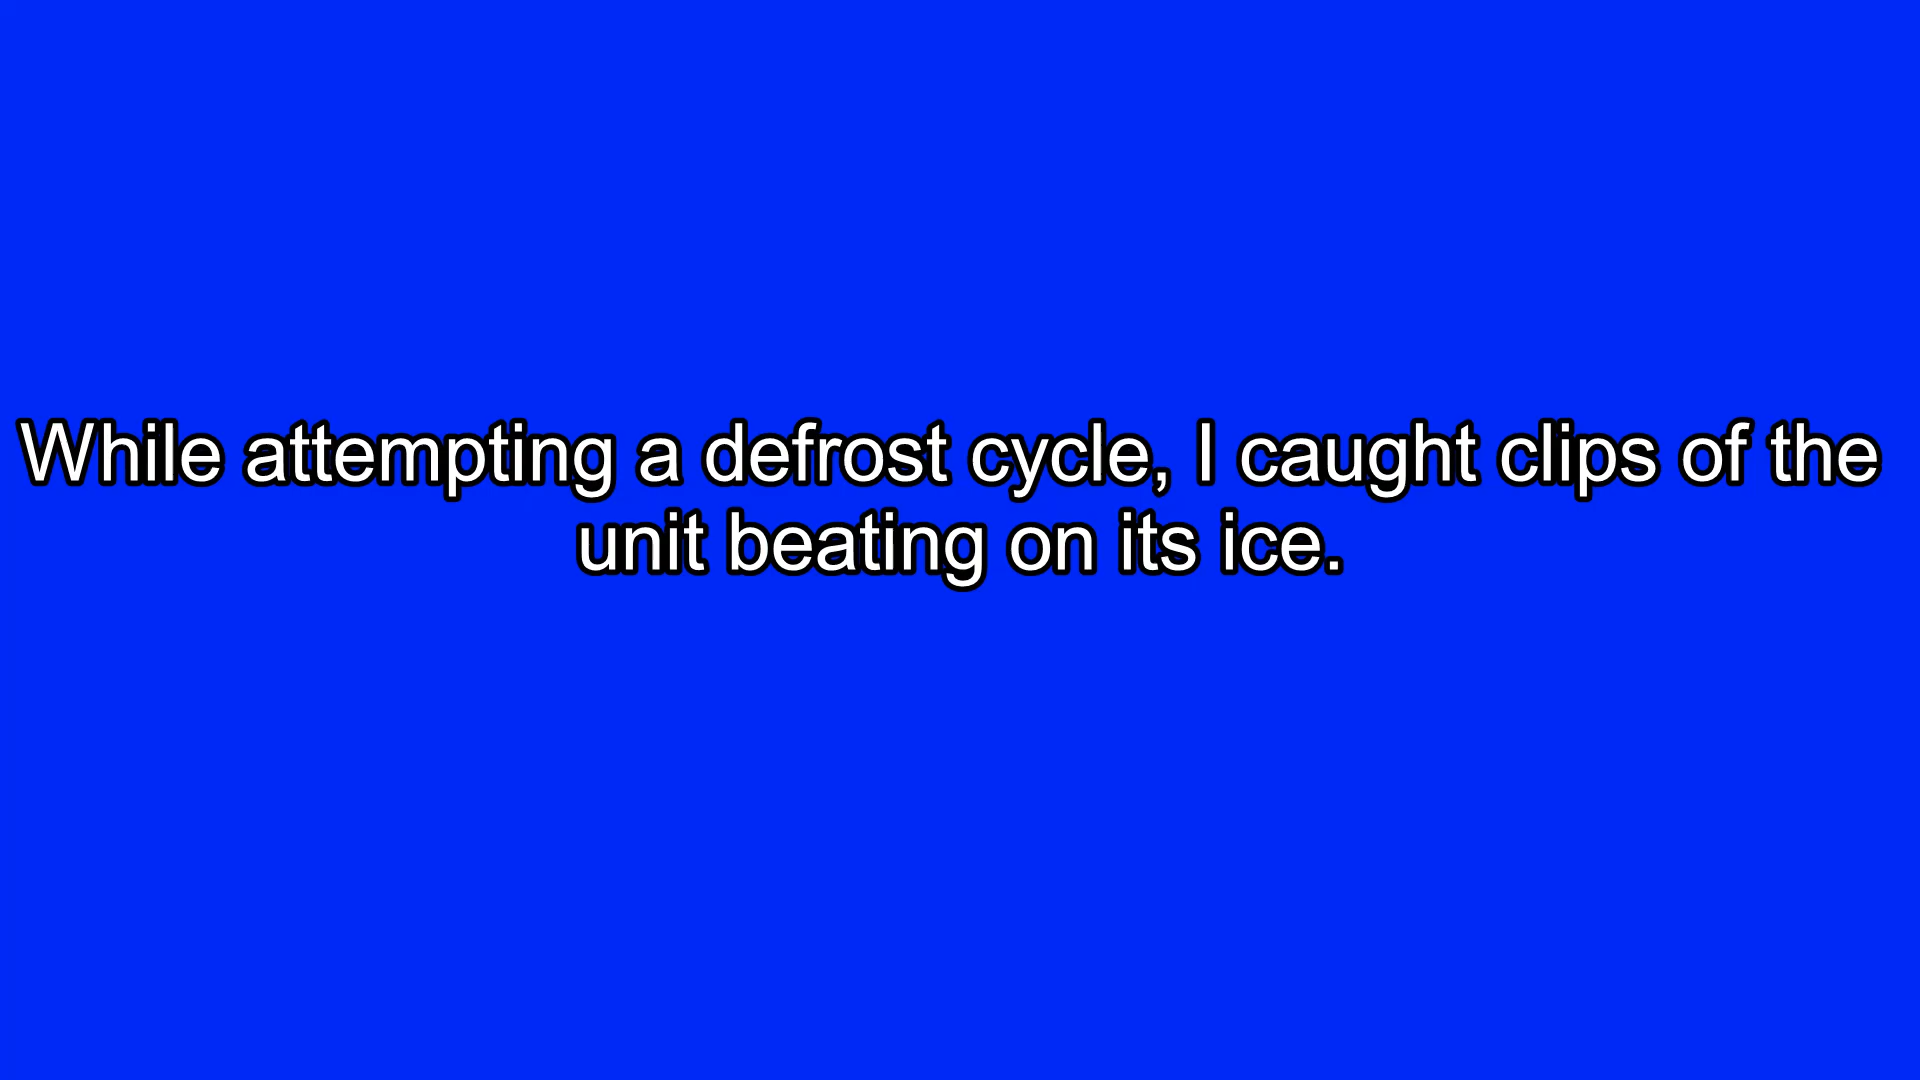 While attempting a defrost cycle, I caught clips of the
unit beating on its ice.